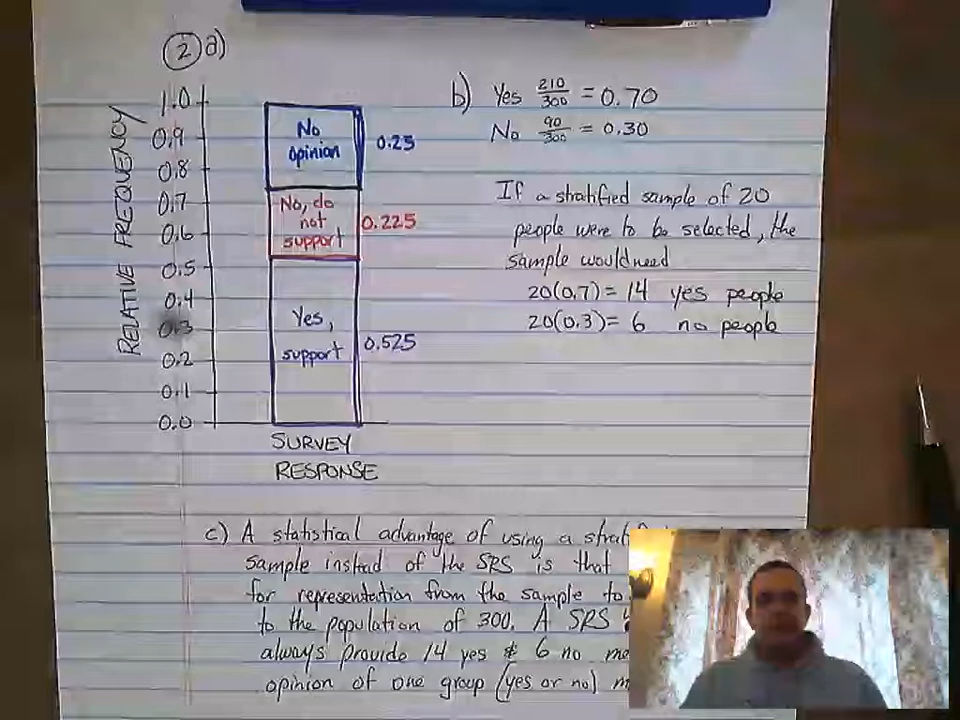 2 a)
1.0
0.9
0.8
0.7
0.6
0.5
0.4
0.3
0.2
0.1
0.0
RELATIVE FREQUENCY
No
opinion
0.25
No, do
not
support
0.225
Yes,
support
0.525
SURVEY
RESPONSE
b) Yes 210/300 = 0.70
No 90/300 = 0.30
If a stratified sample of 20
people were to be selected, the
sample would need
20(0.7) = 14 yes people
20(0.3) = 6 no people
c) A statistical advantage of using a
sample instead of the SRS is that
for representation from the sample to
to the population of 300. A SRS
always provide 14 yes & 6 no
opinion of one group (yes or no)